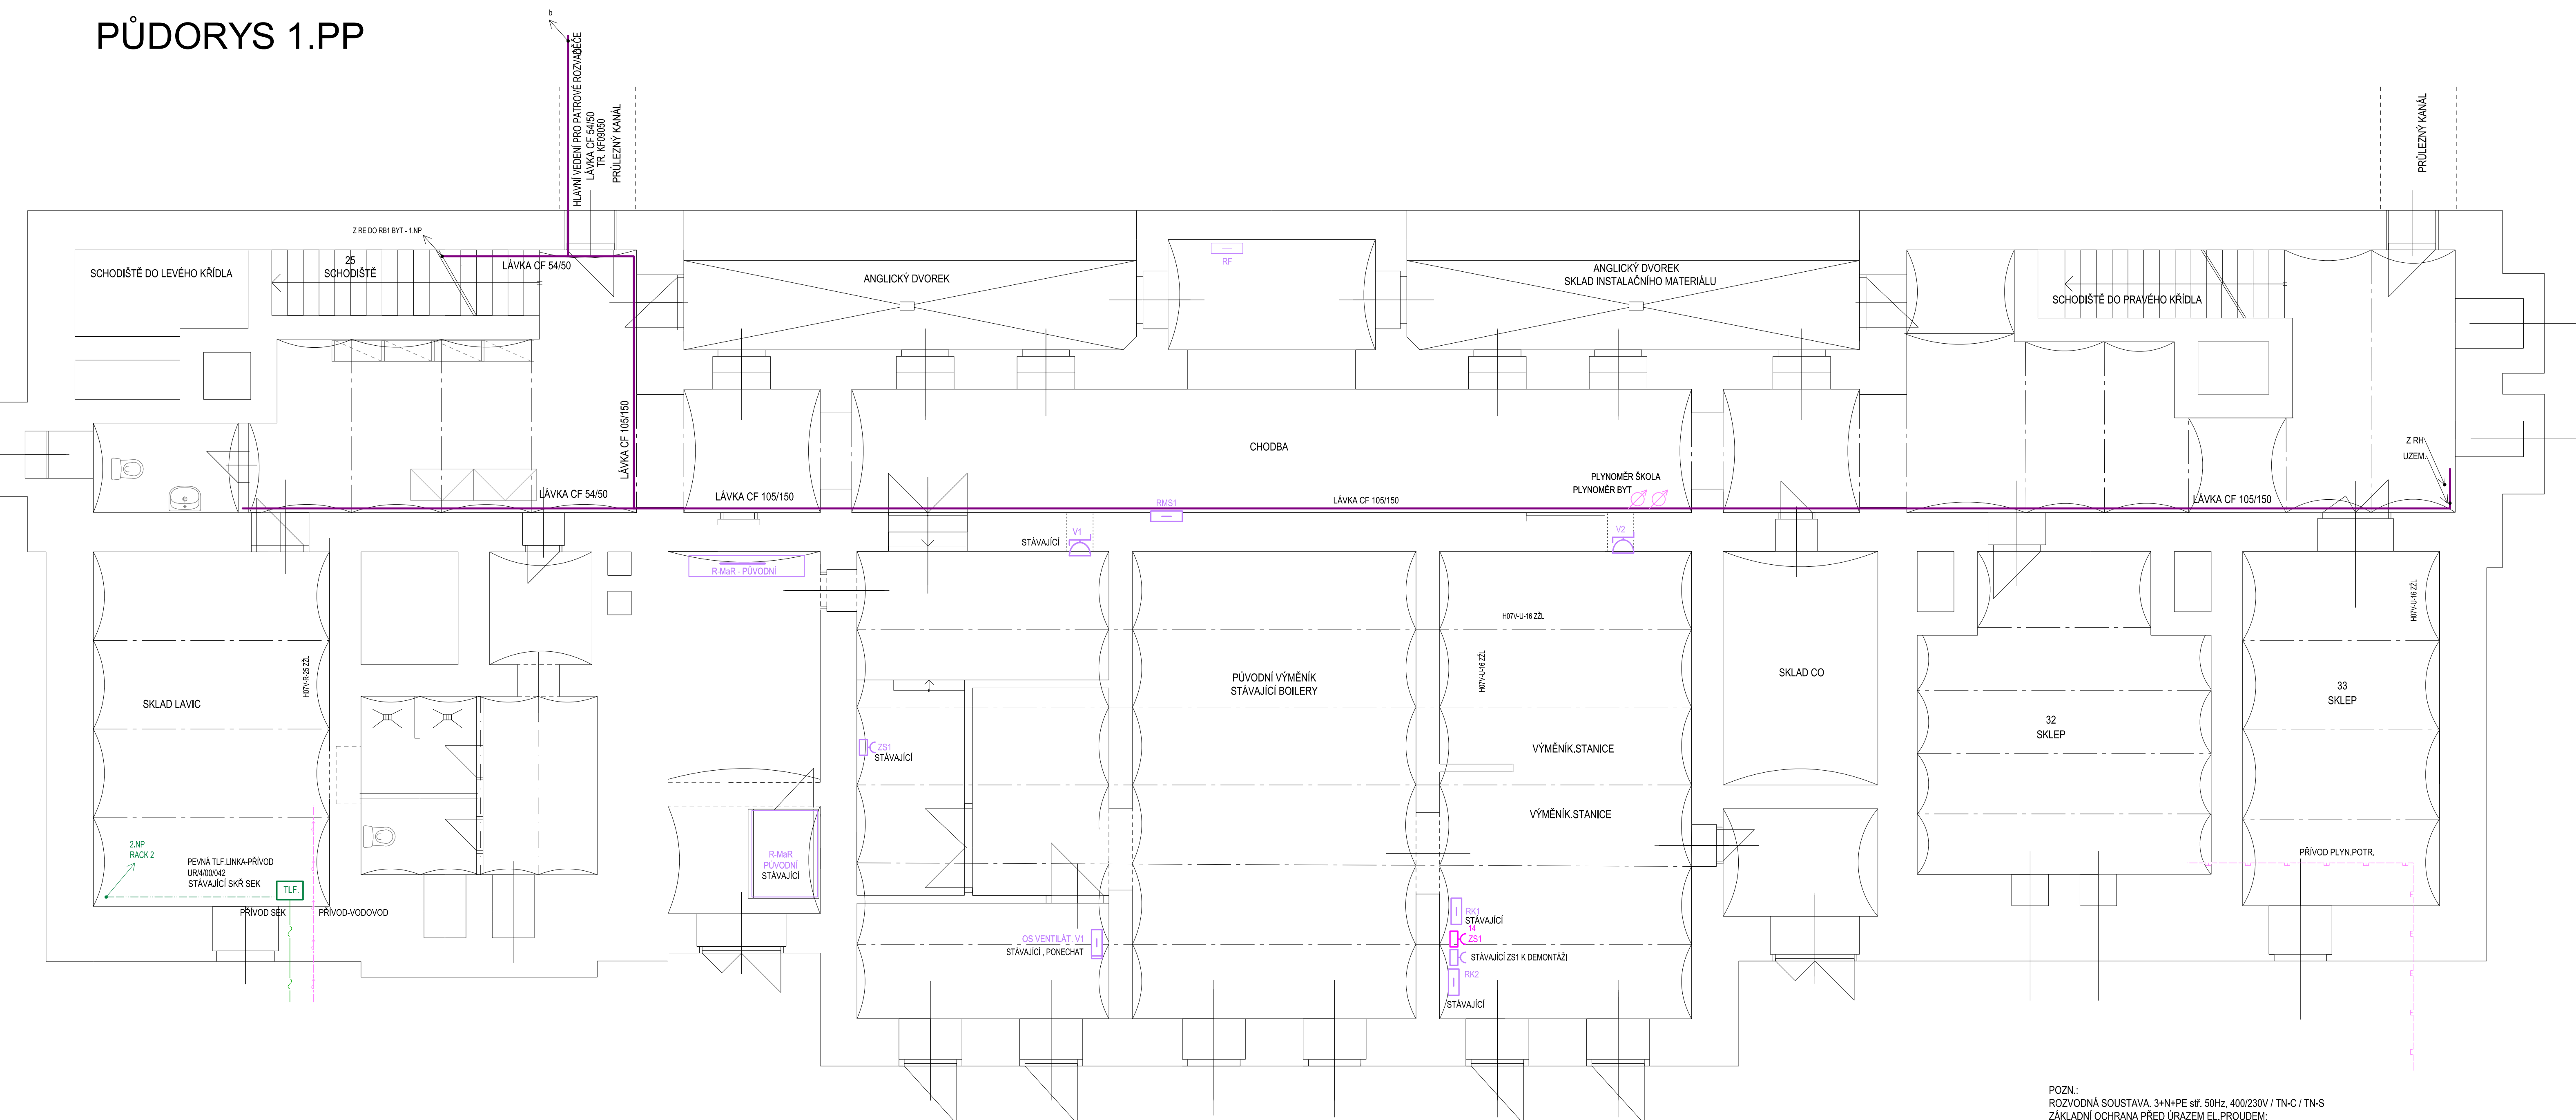 PŮDORYS 1.PP
b
HLAVNÍ VEDENÍ PRO PATROVÉ ROZVADĚČE
LÁVKA CF 54/50
TR. KF09050
PRŮLEZNÝ KANÁL
PRŮLEZNÝ KANÁL
Z RE DO RB1 BYT - 1.NP
SCHODIŠTĚ DO LEVÉHO KŘÍDLA
25
SCHODIŠTĚ
LÁVKA CF 54/50
ANGLICKÝ DVOREK
RF
ANGLICKÝ DVOREK
SKLAD INSTALAČNÍHO MATERIÁLU
SCHODIŠTĚ DO PRAVÉHO KŘÍDLA
LÁVKA CF 105/150
CHODBA
Z RH
UZEM.
PLYNOMĚR ŠKOLA
PLYNOMĚR BYT
LÁVKA CF 54/50
LÁVKA CF 105/150
RMS1
LÁVKA CF 105/150
LÁVKA CF 105/150
V1
STÁVAJÍCÍ
V2
R-MaR - PŮVODNÍ
H07V-U-16 ZŽL
H07V-U-16 ZŽL
H07V-U-16 ZŽL
H07V-R-25 ZŽL
SKLAD LAVIC
PŮVODNÍ VÝMĚNÍK
STÁVAJÍCÍ BOILERY
SKLAD CO
33
SKLEP
32
SKLEP
ZS1
STÁVAJÍCÍ
VÝMĚNÍK.STANICE
VÝMĚNÍK.STANICE
2.NP
RACK 2
PEVNÁ TLF.LINKA-PŘÍVOD
UR/4/00/042
STÁVAJÍCÍ SKŘ SEK
TLF.
PŘÍVOD SEK
PŘÍVOD-VODOVOD
R-MaR
PŮVODNÍ
STÁVAJÍCÍ
PŘÍVOD PLYN.POTR.
OS VENTILÁT. V1
STÁVAJÍCÍ , PONECHAT
RK1
STÁVAJÍCÍ
14
ZS1
STÁVAJÍCÍ ZS1 K DEMONTÁŽI
RK2
STÁVAJÍCÍ
POZN.:
ROZVODNÁ SOUSTAVA. 3+N+PE stř. 50Hz, 400/230V / TN-C / TN-S
ZÁKLADNÍ OCHRANA PŘED ÚRAZEM EL.PROUDEM: